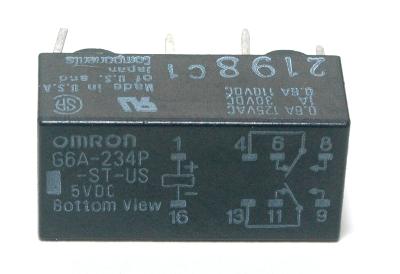 2198C1
0.6A 125VAC
1A 30VDC
0.6A 110VDC
Made in U.S.A.
of U.S. and
Japan
Components
omron
G6A-234P
-ST-US
5VDC
Bottom View
1 4 6 8
+
16 13 11 9